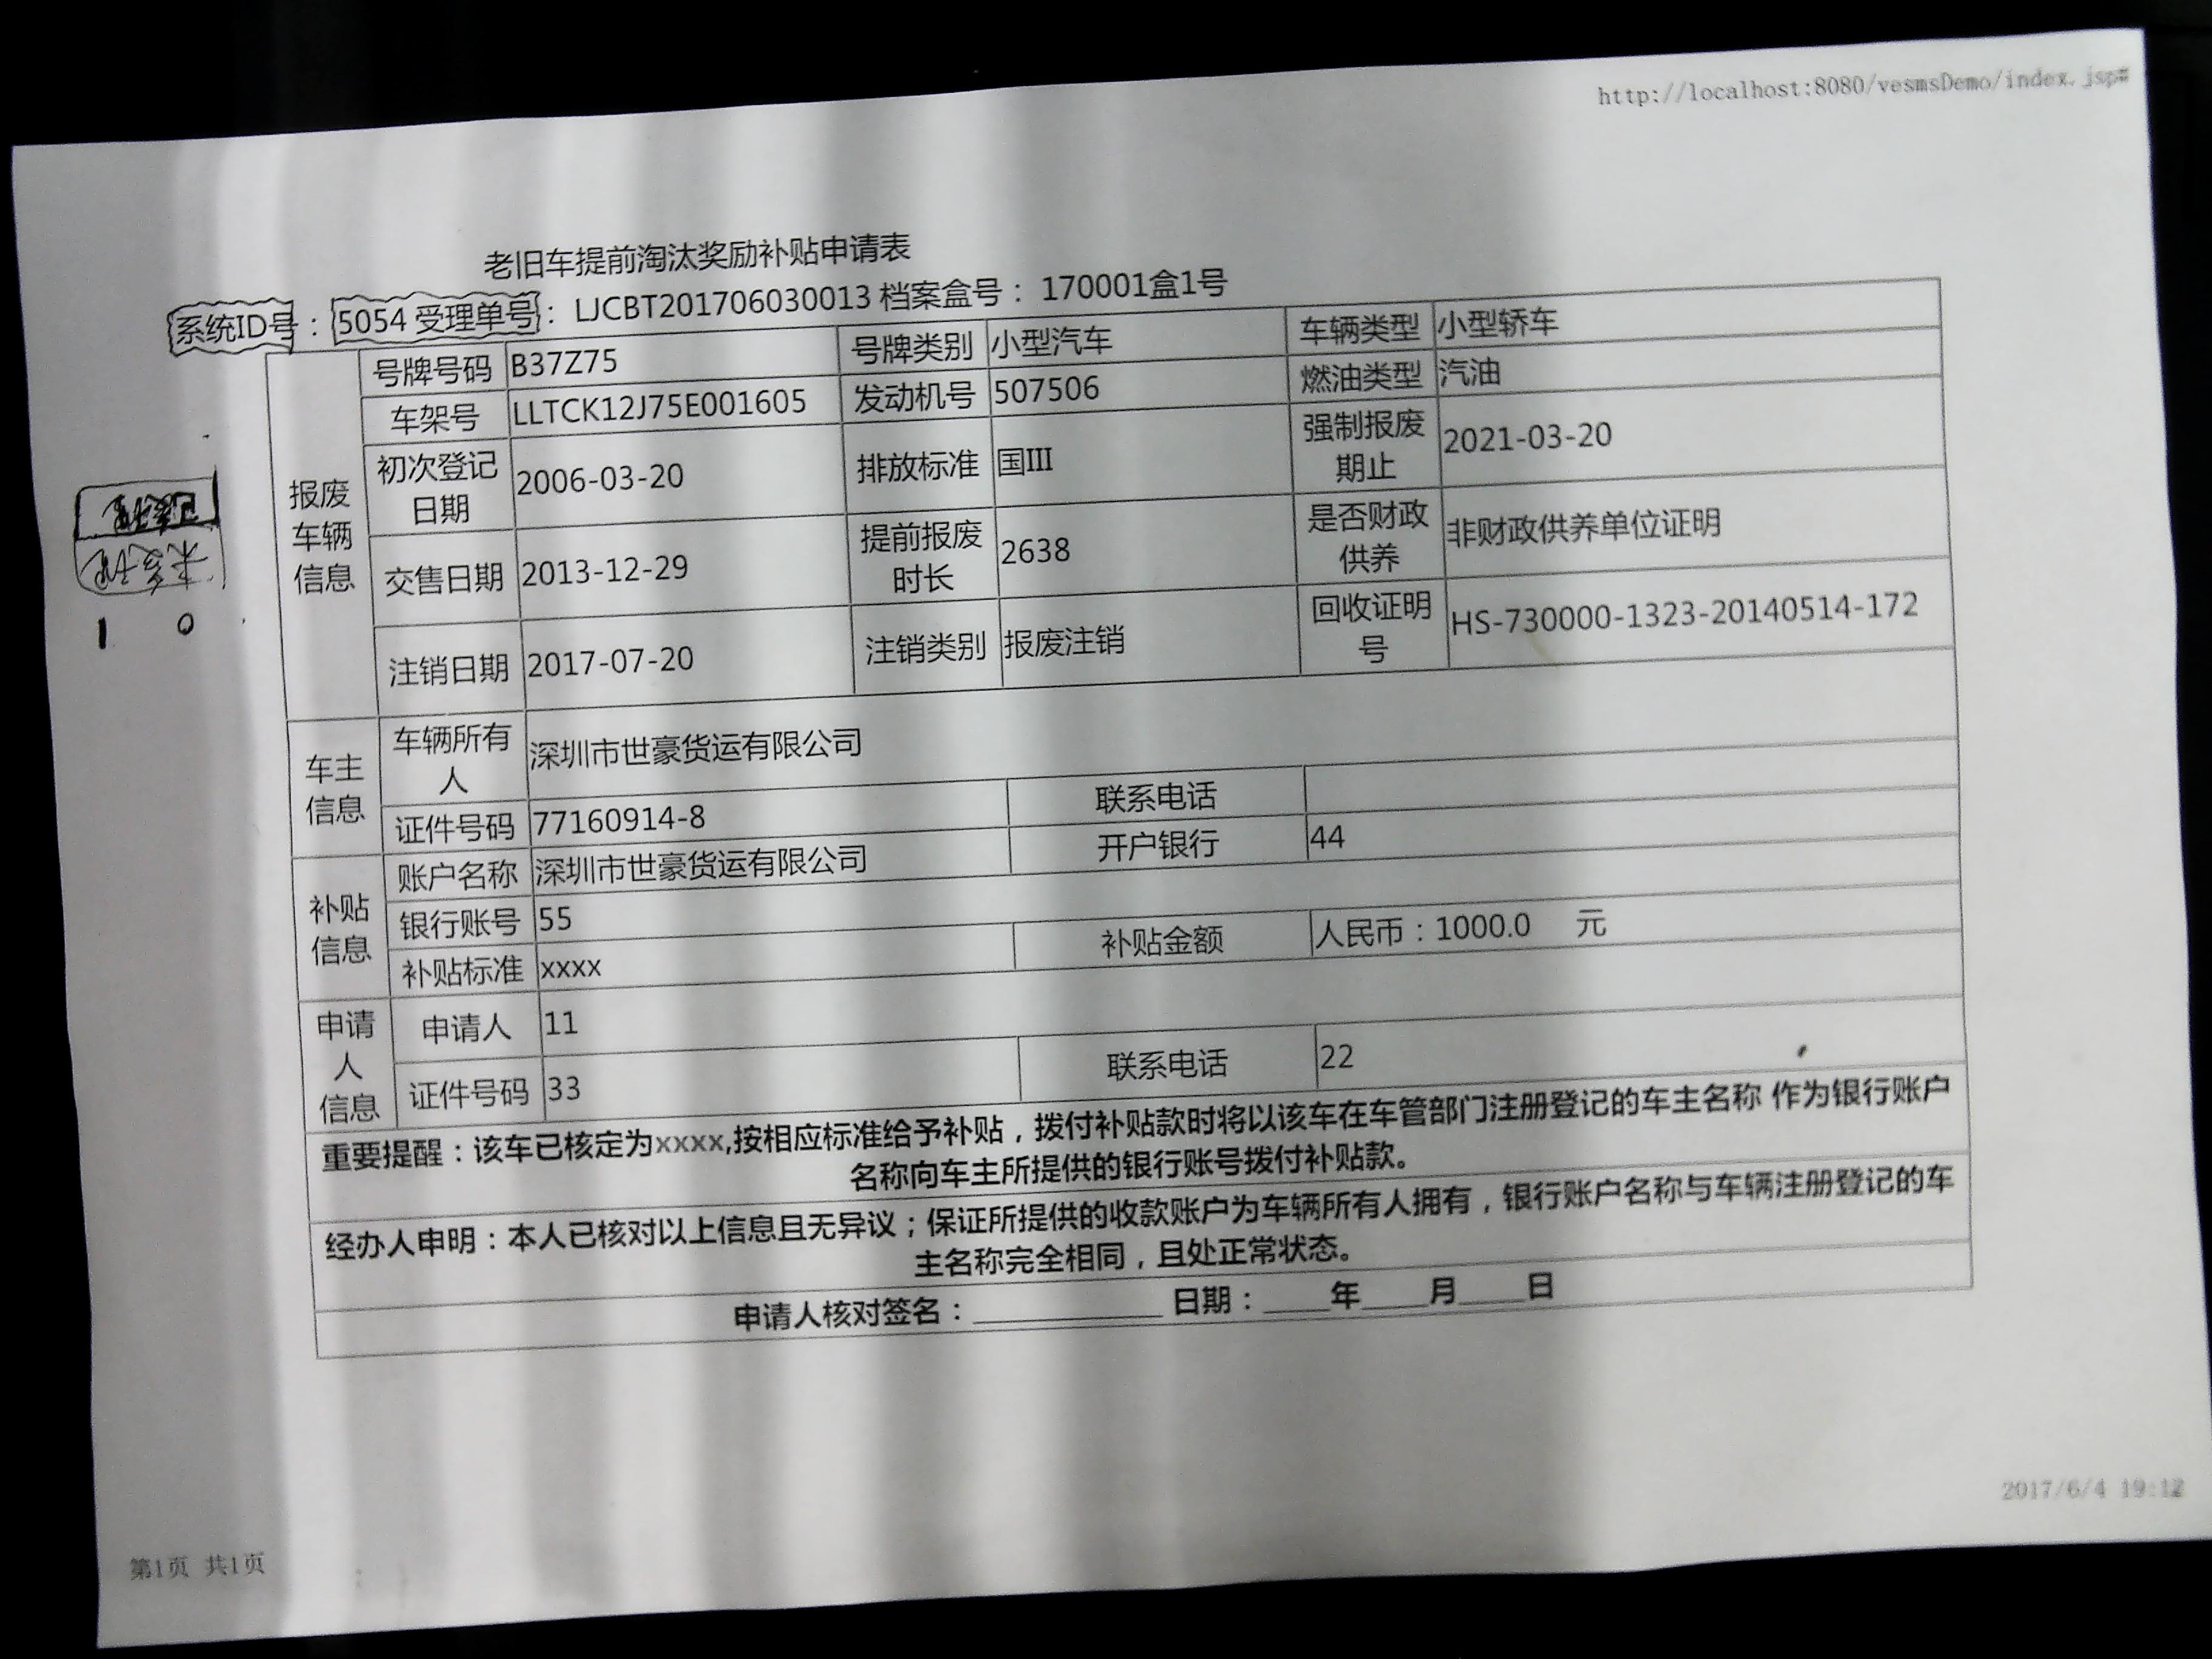 http://localhost:8080/vesmsDemo/index.jsp#
老旧车提前淘汰奖励补贴申请表
系统ID号：5054 受理单号：LJCBT201706030013 档案盒号： 170001盒1号
报废车辆信息
号牌号码 B37Z75 号牌类别 小型汽车 车辆类型 小型轿车
车架号 LLTCK12J75E001605 发动机号 507506 燃油类型 汽油
初次登记日期 2006-03-20 排放标准 国III 强制报废期止 2021-03-20
交售日期 2013-12-29 提前报废时长 2638 是否财政供养 非财政供养单位证明
注销日期 2017-07-20 注销类别 报废注销 回收证明号 HS-730000-1323-20140514-172
车主信息
车辆所有人 深圳市世豪货运有限公司
证件号码 77160914-8 联系电话
补贴信息
账户名称 深圳市世豪货运有限公司 开户银行 44
银行账号 55
补贴标准 xxxx 补贴金额 人民币：1000.0 元
申请人信息
申请人 11
证件号码 33 联系电话 22
重要提醒：该车已核定为xxxx,按相应标准给予补贴，拨付补贴款时将以该车在车管部门注册登记的车主名称 作为银行账户
名称向车主所提供的银行账号拨付补贴款。
经办人申明：本人已核对以上信息且无异议；保证所提供的收款账户为车辆所有人拥有，银行账户名称与车辆注册登记的车
主名称完全相同，且处正常状态。
申请人核对签名：____________ 日期：____年____月____日
未受理
1 0
2017/6/4 19:12
第1页 共1页